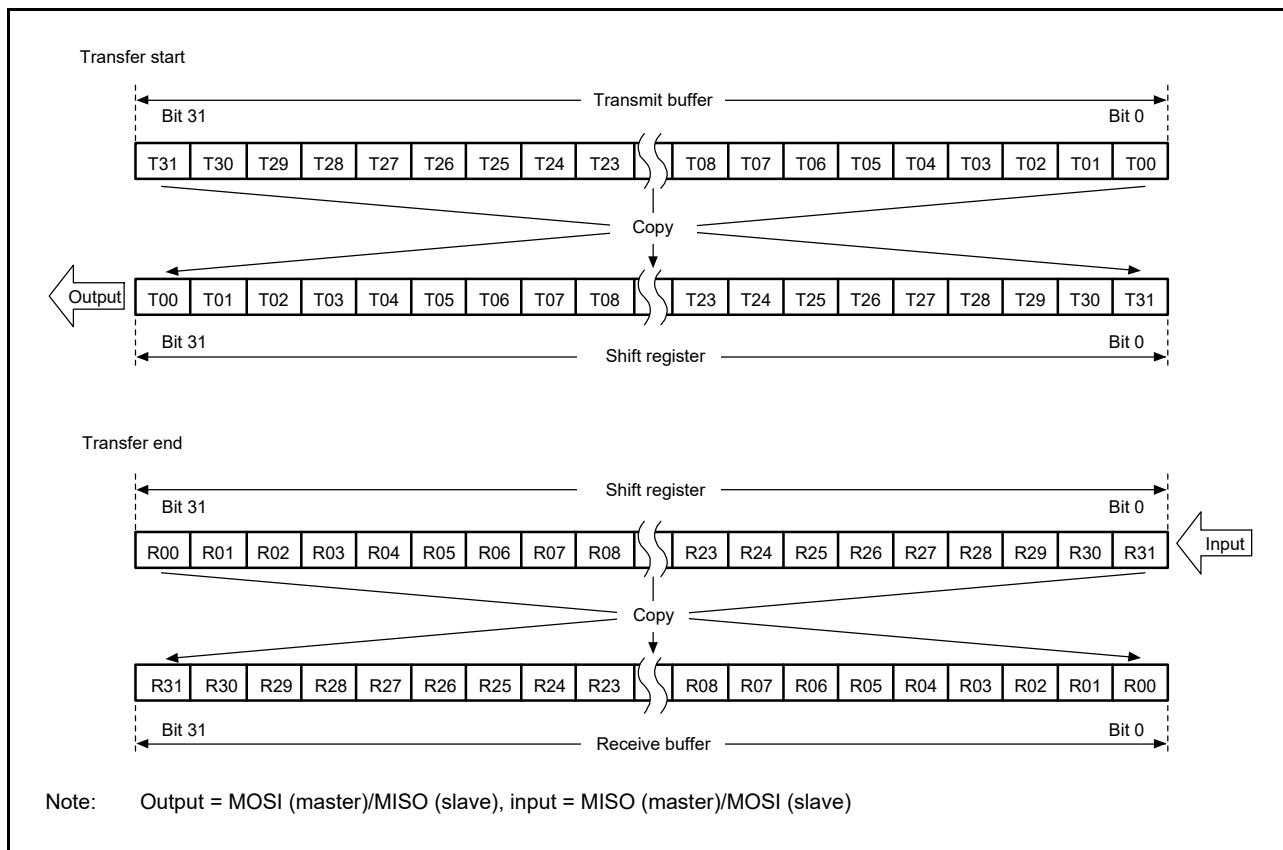 Transfer start
Transmit buffer
Bit 31 Bit 0
T31 T30 T29 T28 T27 T26 T25 T24 T23 T08 T07 T06 T05 T04 T03 T02 T01 T00
Copy
Output
T00 T01 T02 T03 T04 T05 T06 T07 T08 T23 T24 T25 T26 T27 T28 T29 T30 T31
Bit 31 Bit 0
Shift register
Transfer end
Shift register
Bit 31 Bit 0
R00 R01 R02 R03 R04 R05 R06 R07 R08 R23 R24 R25 R26 R27 R28 R29 R30 R31
Input
Copy
R31 R30 R29 R28 R27 R26 R25 R24 R23 R08 R07 R06 R05 R04 R03 R02 R01 R00
Bit 31 Bit 0
Receive buffer
Note: Output = MOSI (master)/MISO (slave), input = MISO (master)/MOSI (slave)